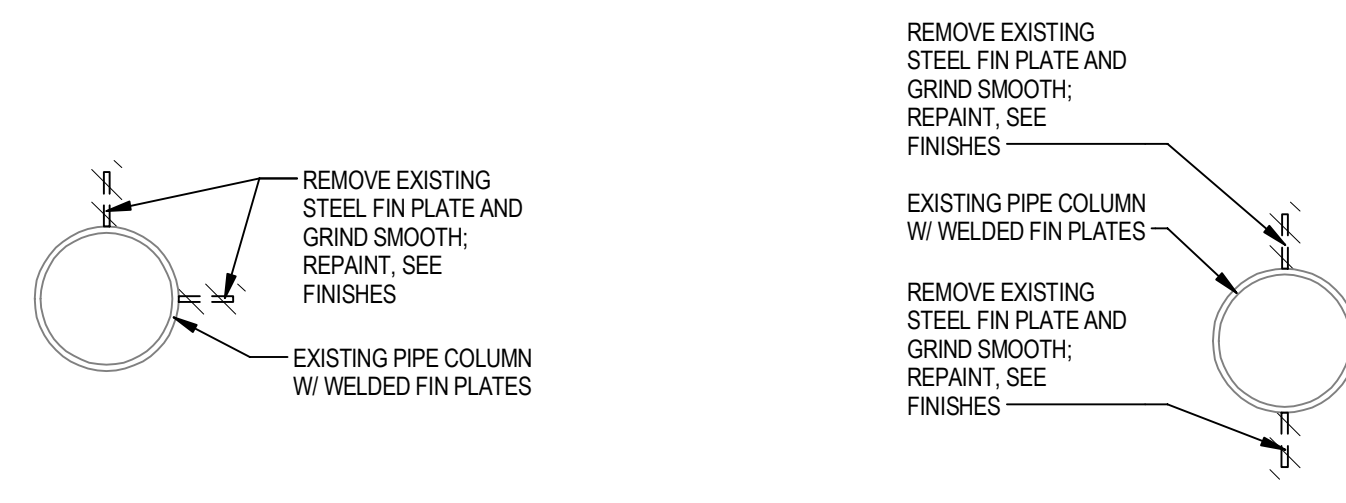 REMOVE EXISTING
STEEL FIN PLATE AND
GRIND SMOOTH;
REPAINT, SEE
FINISHES
EXISTING PIPE COLUMN
W/ WELDED FIN PLATES
REMOVE EXISTING
STEEL FIN PLATE AND
GRIND SMOOTH;
REPAINT, SEE
FINISHES
EXISTING PIPE COLUMN
W/ WELDED FIN PLATES
REMOVE EXISTING
STEEL FIN PLATE AND
GRIND SMOOTH;
REPAINT, SEE
FINISHES